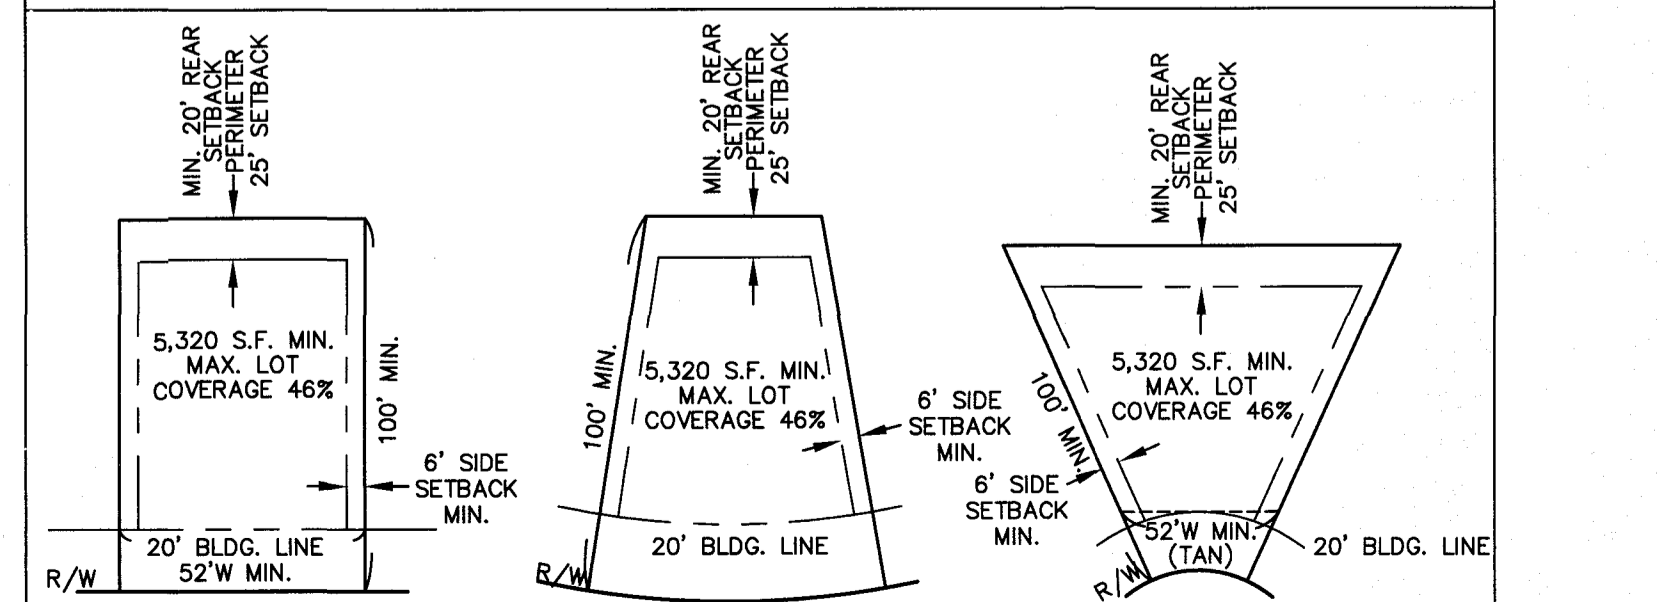 MIN. 20' REAR
SETBACK
PERIMETER
25' SETBACK
5,320 S.F. MIN.
MAX. LOT
COVERAGE 46%
100' MIN.
6' SIDE
SETBACK
MIN.
20' BLDG. LINE
52'W MIN.
R/W
MIN. 20' REAR
SETBACK
PERIMETER
25' SETBACK
100' MIN.
5,320 S.F. MIN.
MAX. LOT
COVERAGE 46%
6' SIDE
SETBACK
MIN.
20' BLDG. LINE
R/W
MIN. 20' REAR
SETBACK
PERIMETER
25' SETBACK
5,320 S.F. MIN.
MAX. LOT
COVERAGE 46%
100' MIN.
6' SIDE
SETBACK
MIN.
52'W MIN.
(TAN)
20' BLDG. LINE
R/W